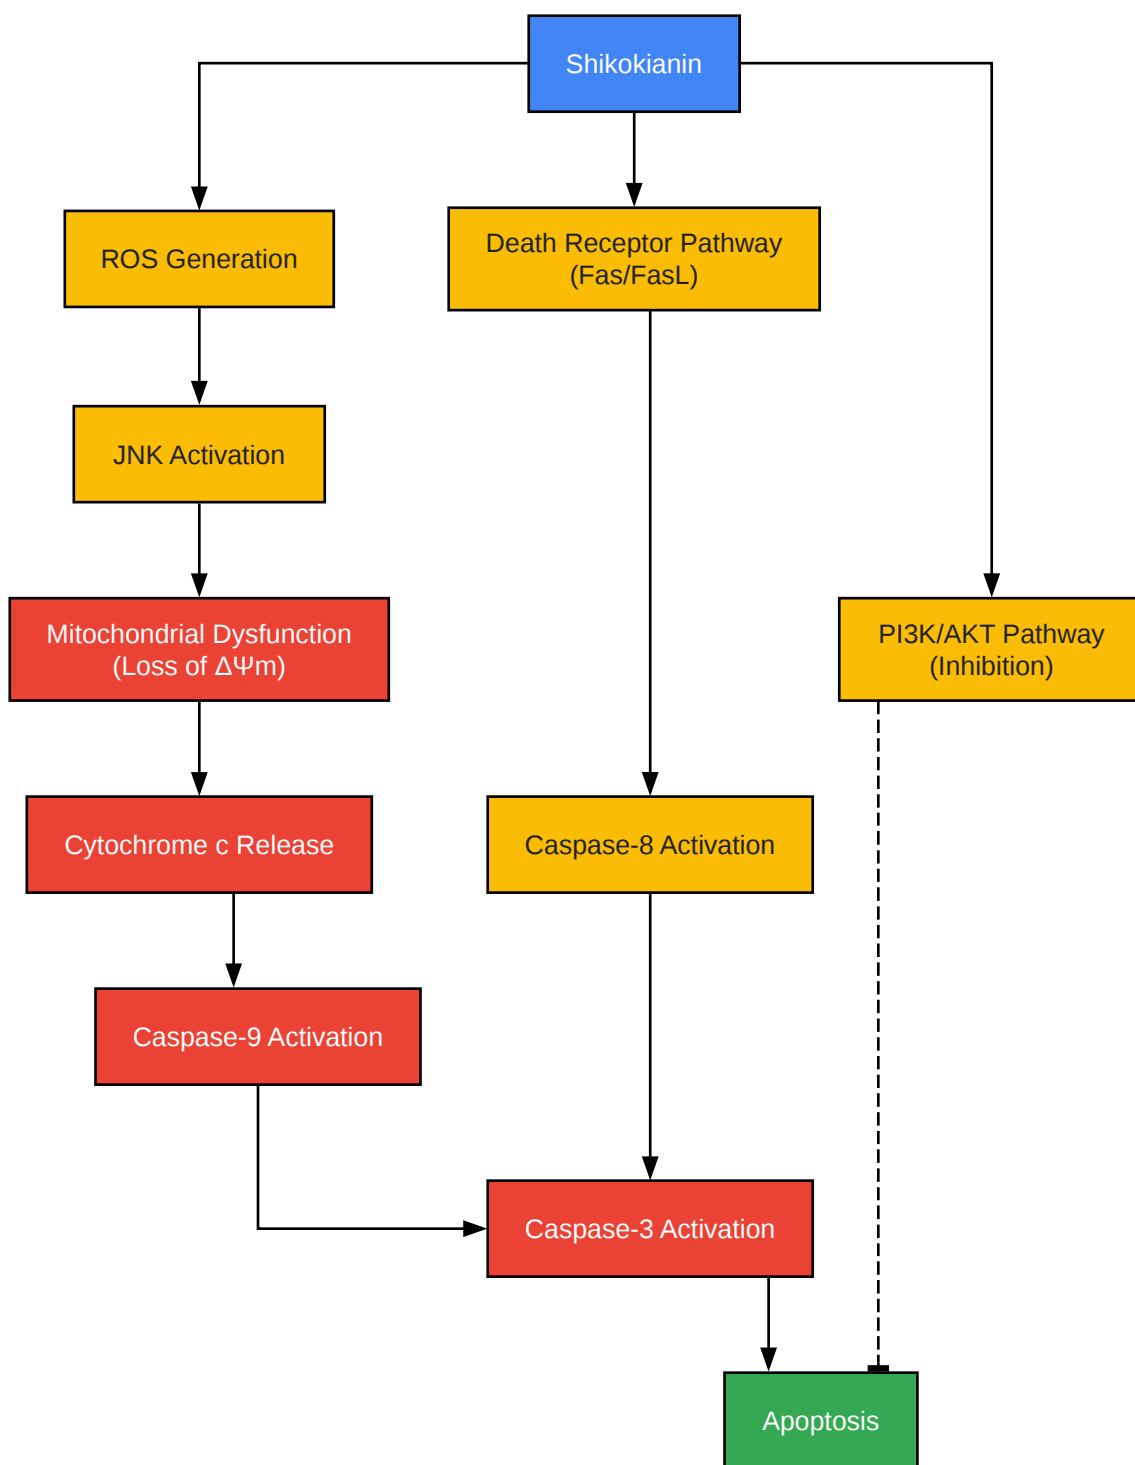 Shikokianin
ROS Generation
Death Receptor Pathway
(Fas/FasL)
JNK Activation
Mitochondrial Dysfunction
(Loss of ΔΨm)
PI3K/AKT Pathway
(Inhibition)
Cytochrome c Release
Caspase-8 Activation
Caspase-9 Activation
Caspase-3 Activation
Apoptosis